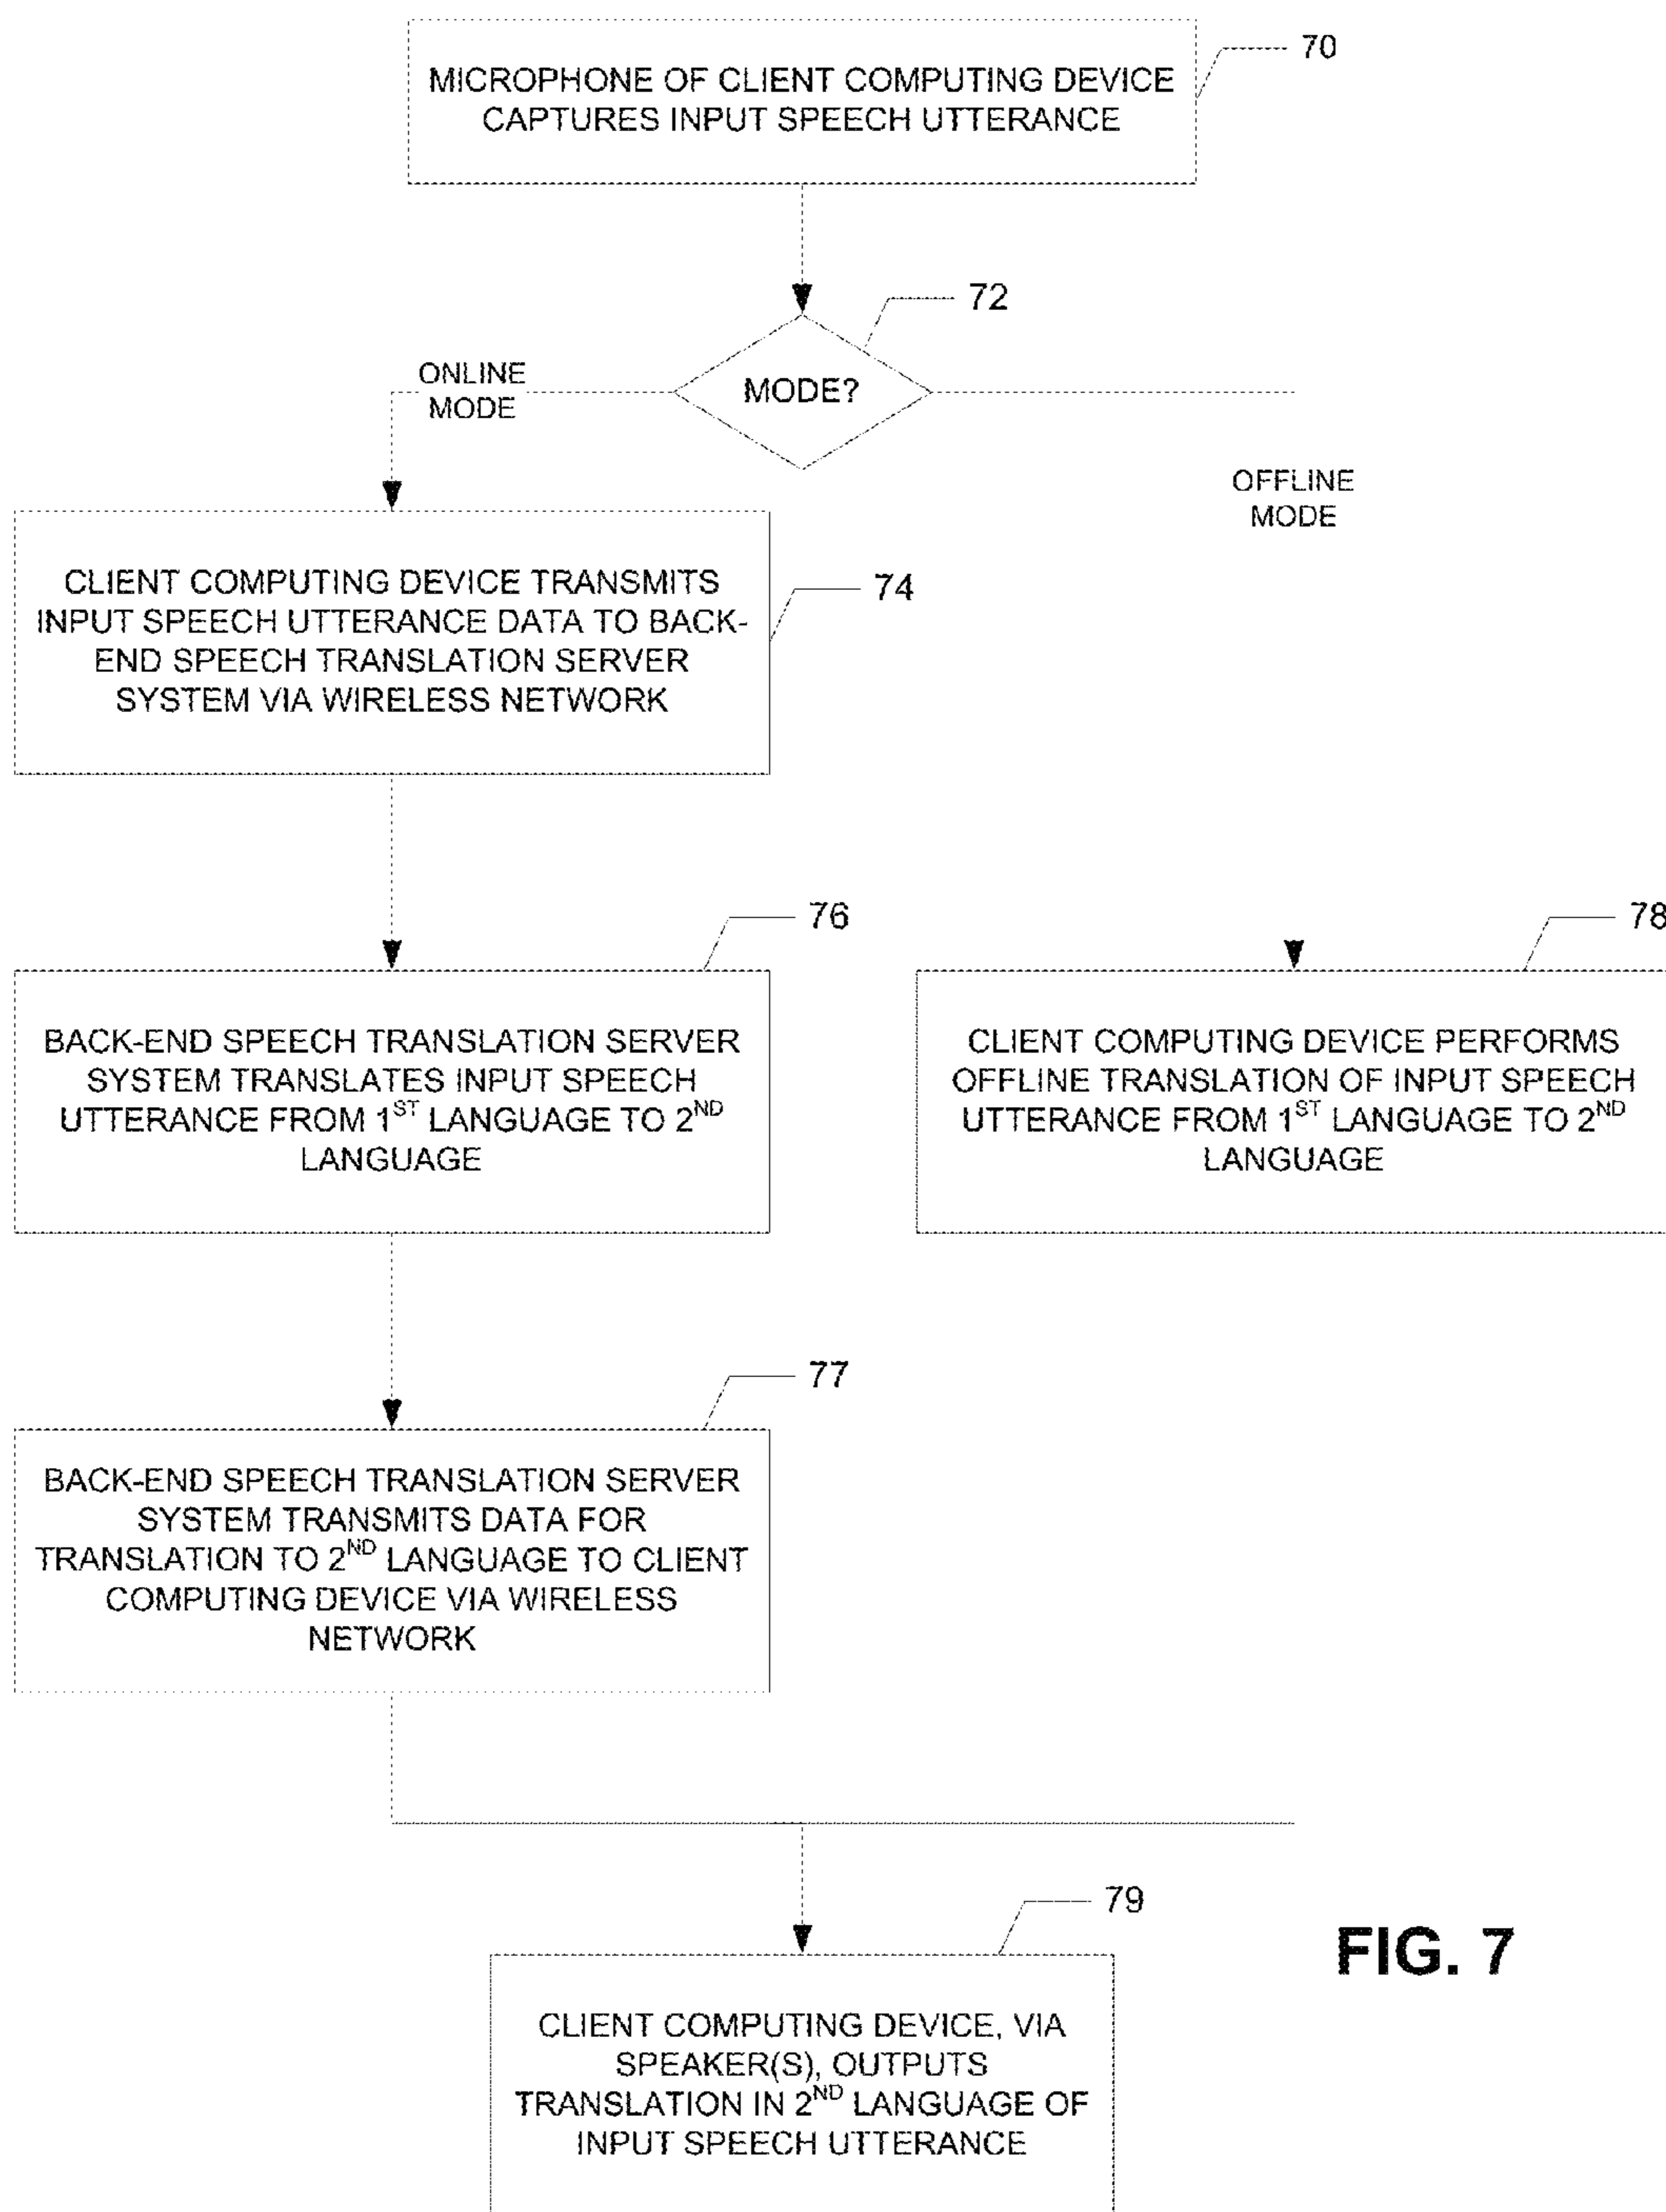 MICROPHONE OF CLIENT COMPUTING DEVICE
CAPTURES INPUT SPEECH UTTERANCE
70
72
MODE?
ONLINE
MODE
OFFLINE
MODE
CLIENT COMPUTING DEVICE TRANSMITS
INPUT SPEECH UTTERANCE DATA TO BACK-
END SPEECH TRANSLATION SERVER
SYSTEM VIA WIRELESS NETWORK
74
76
BACK-END SPEECH TRANSLATION SERVER
SYSTEM TRANSLATES INPUT SPEECH
UTTERANCE FROM 1ST LANGUAGE TO 2ND
LANGUAGE
78
CLIENT COMPUTING DEVICE PERFORMS
OFFLINE TRANSLATION OF INPUT SPEECH
UTTERANCE FROM 1ST LANGUAGE TO 2ND
LANGUAGE
77
BACK-END SPEECH TRANSLATION SERVER
SYSTEM TRANSMITS DATA FOR
TRANSLATION TO 2ND LANGUAGE TO CLIENT
COMPUTING DEVICE VIA WIRELESS
NETWORK
79
CLIENT COMPUTING DEVICE, VIA
SPEAKER(S), OUTPUTS
TRANSLATION IN 2ND LANGUAGE OF
INPUT SPEECH UTTERANCE
FIG. 7